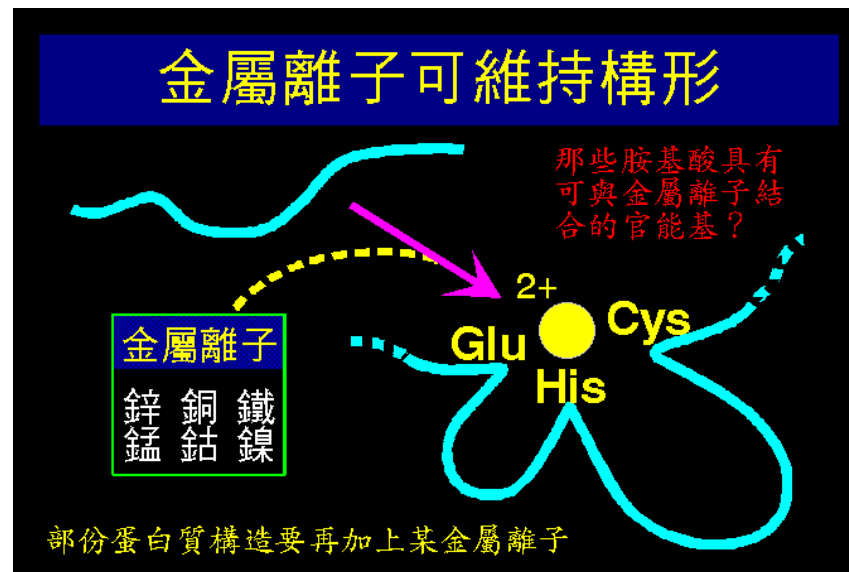 金屬離子可維持構形
那些胺基酸具有
可與金屬離子結
合的官能基？
2+
Glu
Cys
His
金屬離子
鋅 銅 鐵
錳 鈷 鎳
部份蛋白質構造要再加上某金屬離子